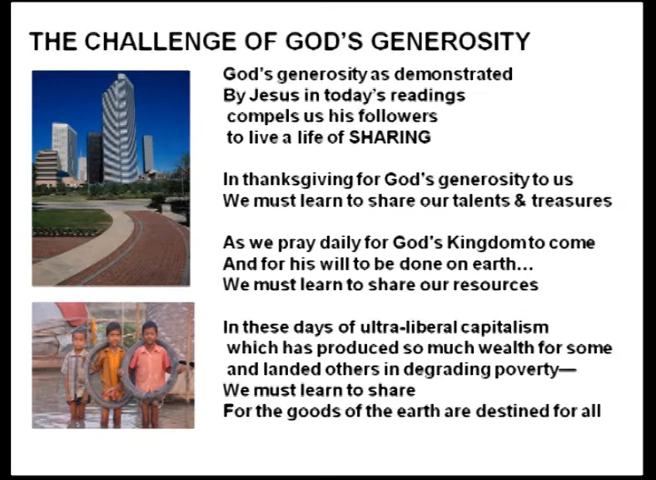 THE CHALLENGE OF GOD'S GENEROSITY
God's generosity as demonstrated
By Jesus in today's readings
compels us his followers
to live a life of SHARING
In thanksgiving for God's generosity to us
We must learn to share our talents & treasures
As we pray daily for God's Kingdom to come
And for his will to be done on earth...
We must learn to share our resources
In these days of ultra-liberal capitalism
which has produced so much wealth for some
and landed others in degrading poverty—
We must learn to share
For the goods of the earth are destined for all